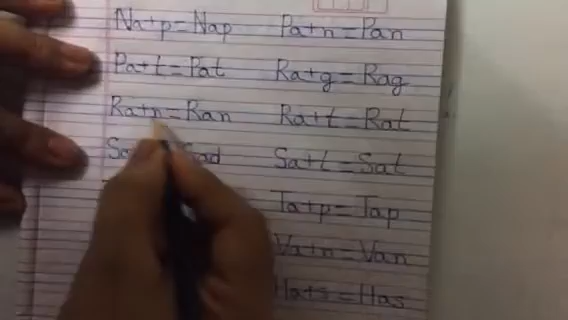 Na+p=Nap Pa+n=Pan
Pa+t=Pat Ra+g=Rag
Ra+n=Ran Ra+t=Rat
Sa+t=Sat
Ta+p=Tap
Va+n=Van
Ha+s=Has